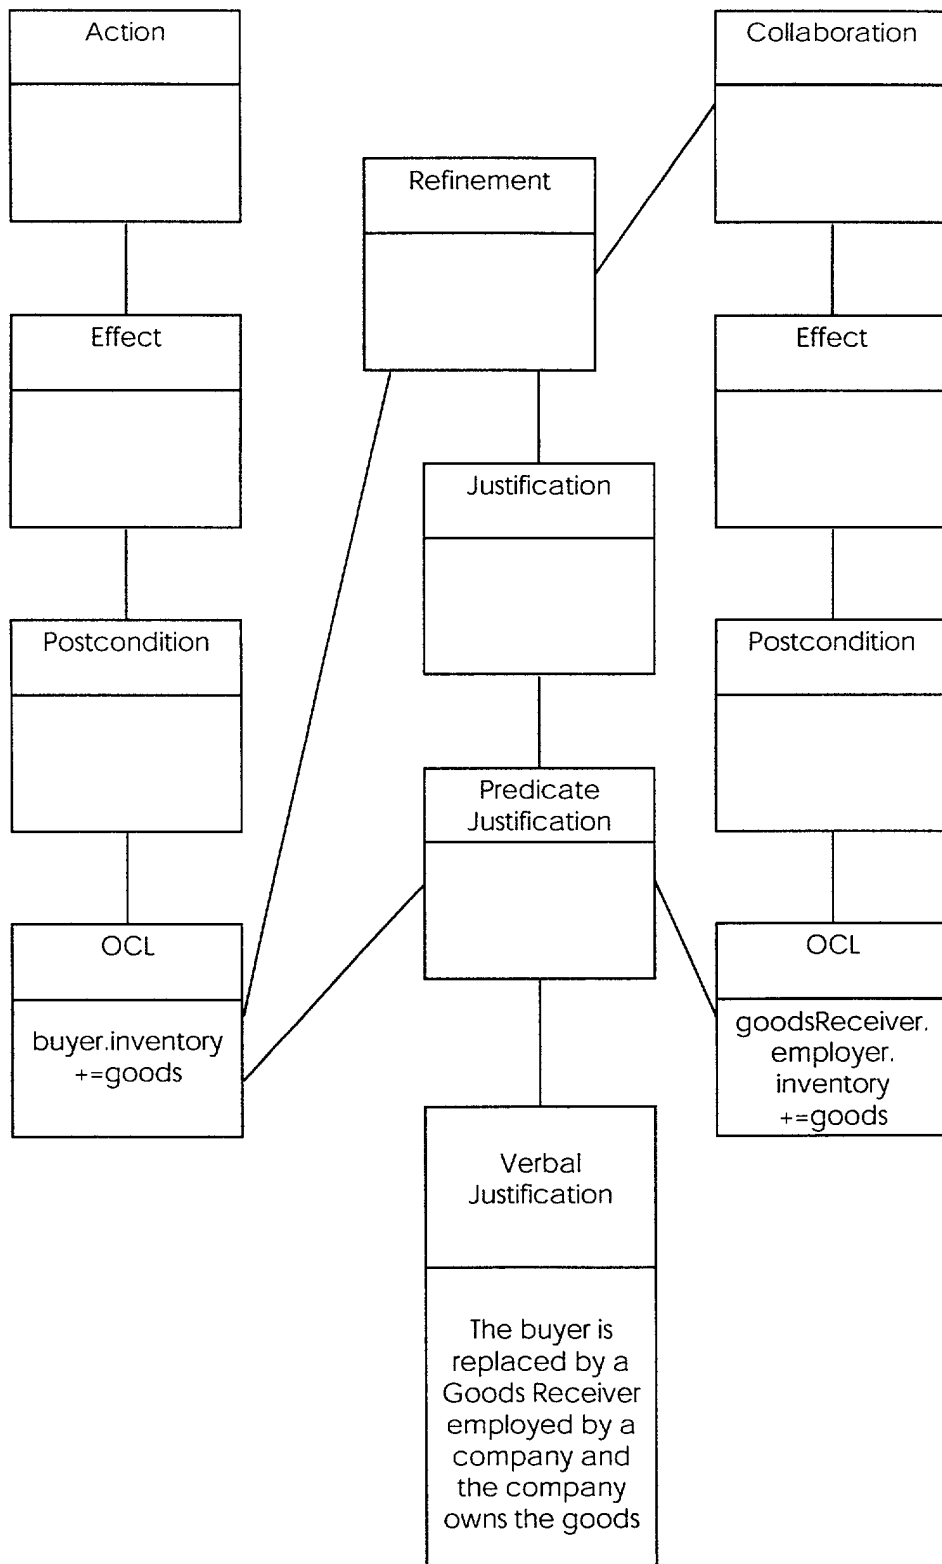 Action
Collaboration
Refinement
Effect
Effect
Justification
Postcondition
Postcondition
Predicate
Justification
OCL
buyer.inventory
+=goods
OCL
goodsReceiver.
employer.
inventory
+=goods
Verbal
Justification
The buyer is
replaced by a
Goods Receiver
employed by a
company and
the company
owns the goods